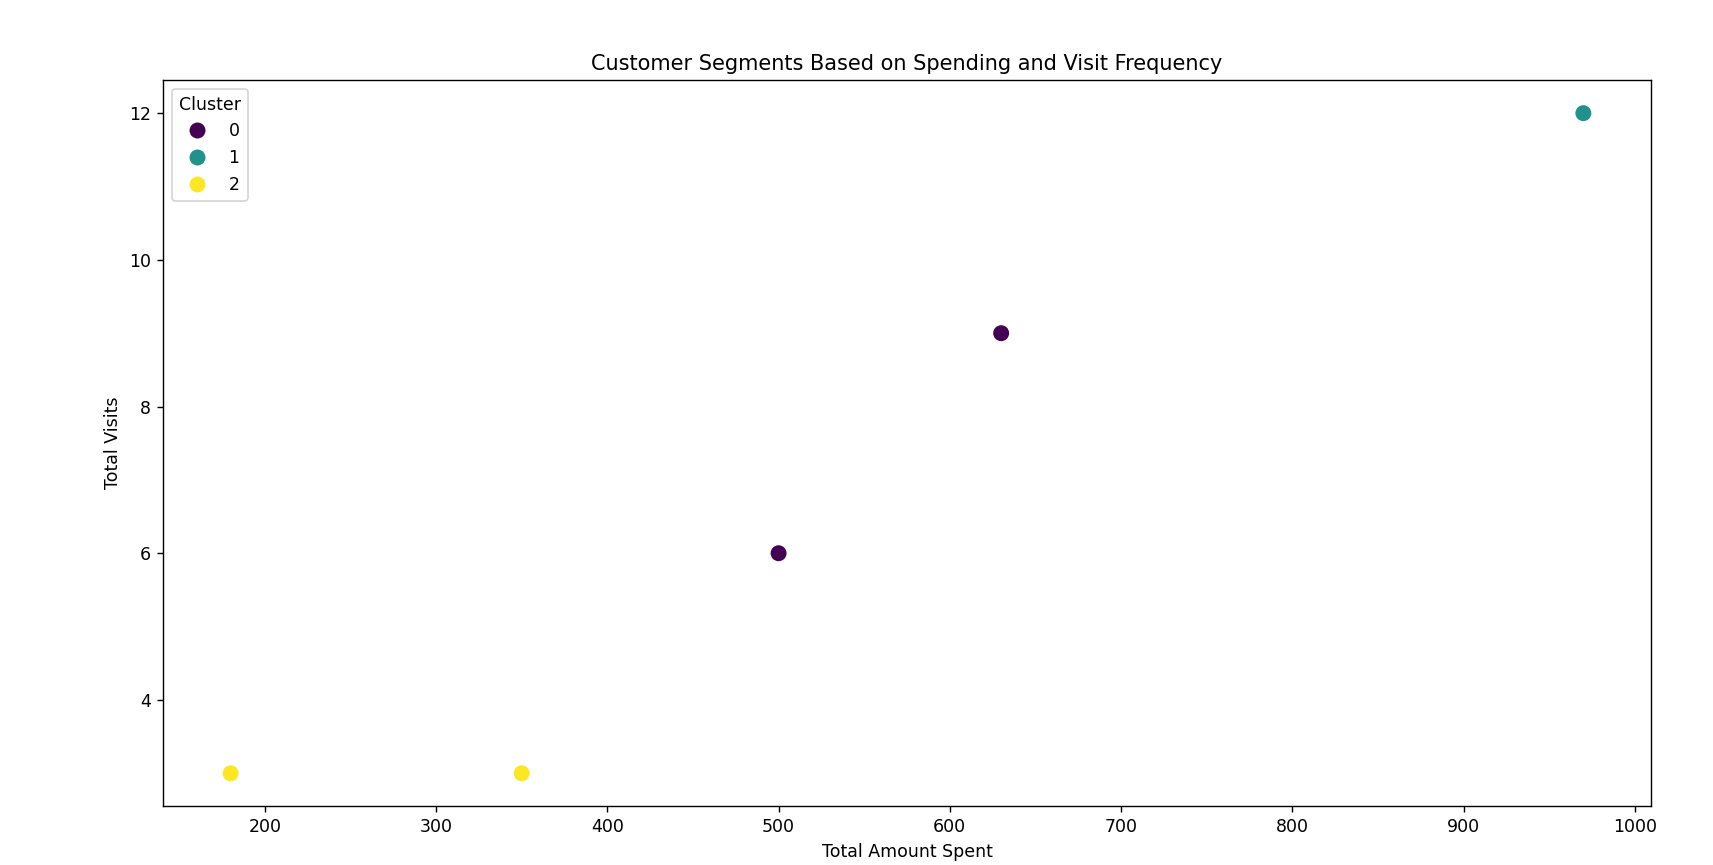 Customer Segments Based on Spending and Visit Frequency
Cluster
0
1
2
12
10
8
6
4
Total Visits
200 300 400 500 600 700 800 900 1000
Total Amount Spent